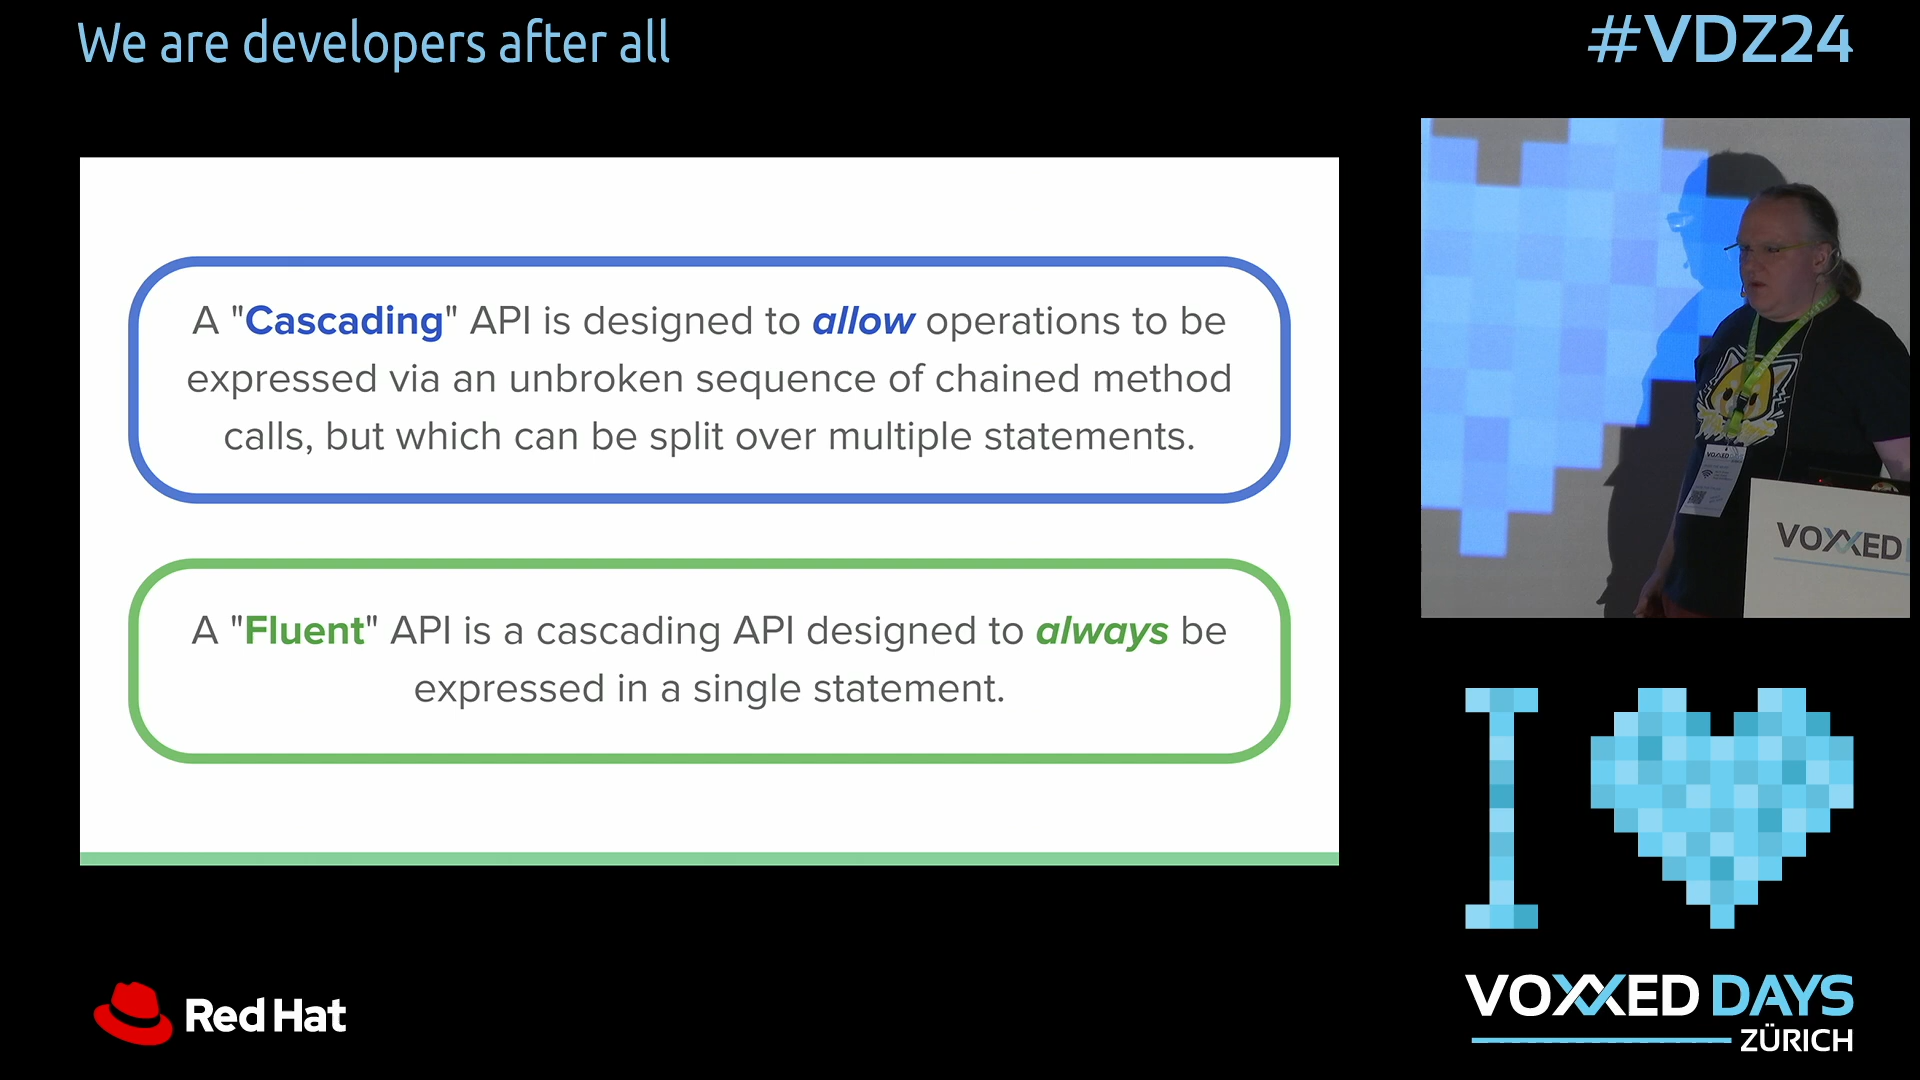 We are developers after all
#VDZ24
A "Cascading" API is designed to allow operations to be
expressed via an unbroken sequence of chained method
calls, but which can be split over multiple statements.
A "Fluent" API is a cascading API designed to always be
expressed in a single statement.
VOXXED
VOXXED
I
Red Hat
VOXXED DAYS
ZÜRICH